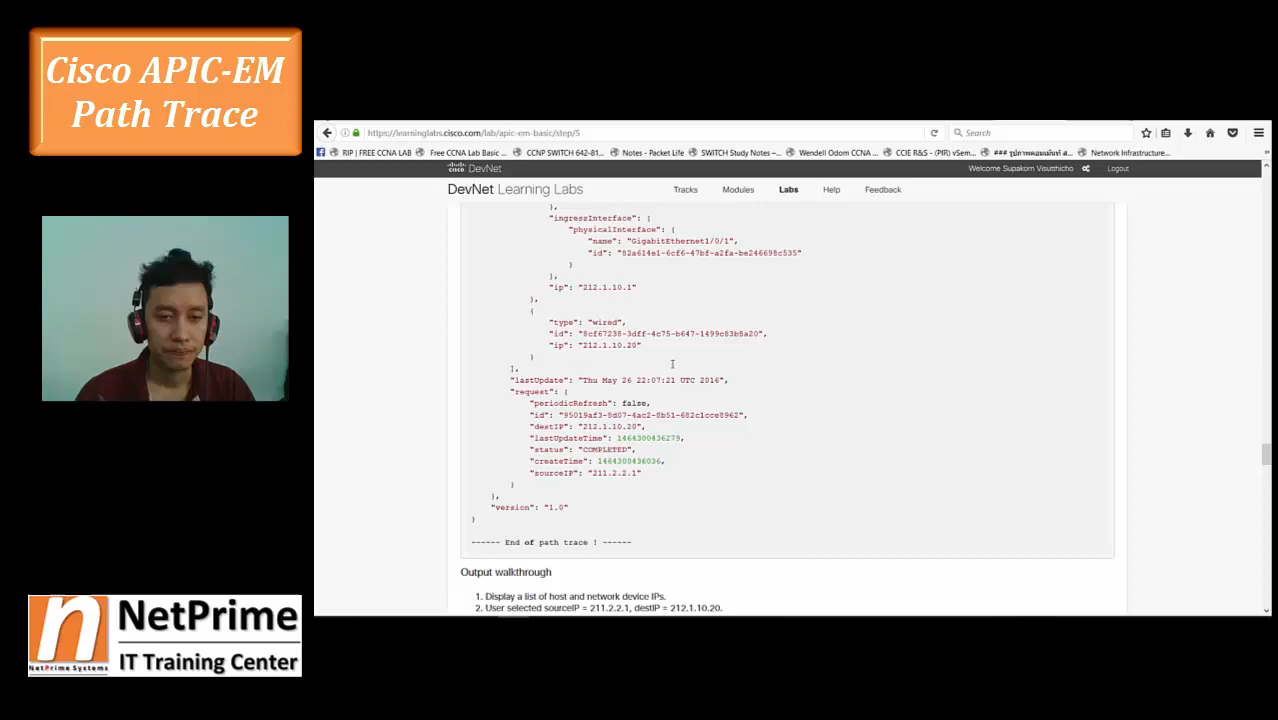 Cisco APIC-EM
Path Trace
https://learninglabs.cisco.com/lab/apic-em-basic/step/5
Search
RIP | FREE CCNA LAB
Free CCNA Lab Basic ...
CCNP SWITCH 642-81...
Notes - Packet Life
SWITCH Study Notes –...
Wendell Odom CCNA ...
CCIE R&S - (PIR) vSem...
Network Infrastructure...
cisco DevNet
Welcome Supakorn Visutthicho
Logout
DevNet Learning Labs
Tracks
Modules
Labs
Help
Feedback
},
"ingressInterface": {
"physicalInterface": {
"name": "GigabitEthernet1/0/1",
"id": "82a614e1-6cf6-47bf-a2fa-be246698c535"
}
},
"ip": "212.1.10.1"
},
{
"type": "wired",
"id": "8cf67238-3dff-4c75-b647-1499c83b8a20",
"ip": "212.1.10.20"
}
],
"lastUpdate": "Thu May 26 22:07:21 UTC 2016",
"request": {
"periodicRefresh": false,
"id": "95019af3-8d07-4ac2-8b51-682c1cce8962",
"destIP": "212.1.10.20",
"lastUpdateTime": 1464300436279,
"status": "COMPLETED",
"createTime": 1464300436036,
"sourceIP": "211.2.2.1"
}
},
"version": "1.0"
}
------ End of path trace ! ------
Output walkthrough
1. Display a list of host and network device IPs.
2. User selected sourceIP = 211.2.2.1, destIP = 212.1.10.20.
n
NetPrime Systems
NetPrime
IT Training Center